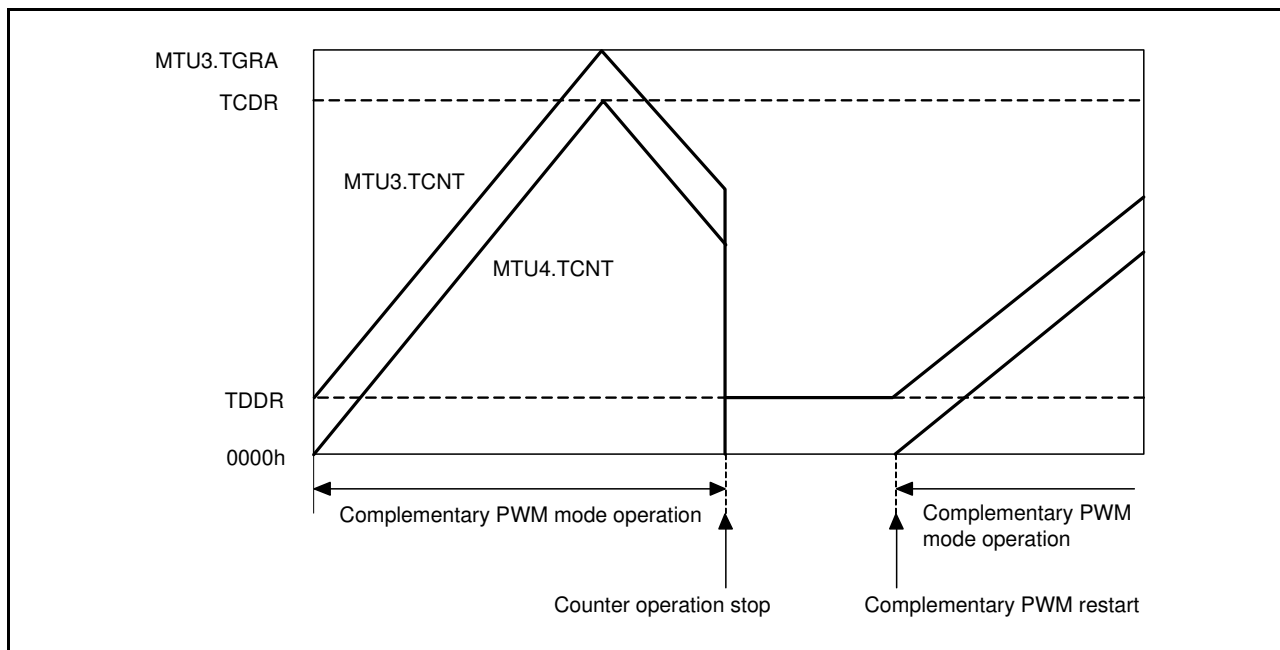 MTU3.TGRA
TCDR
MTU3.TCNT
MTU4.TCNT
TDDR
0000h
Complementary PWM mode operation
Complementary PWM
mode operation
Counter operation stop
Complementary PWM restart